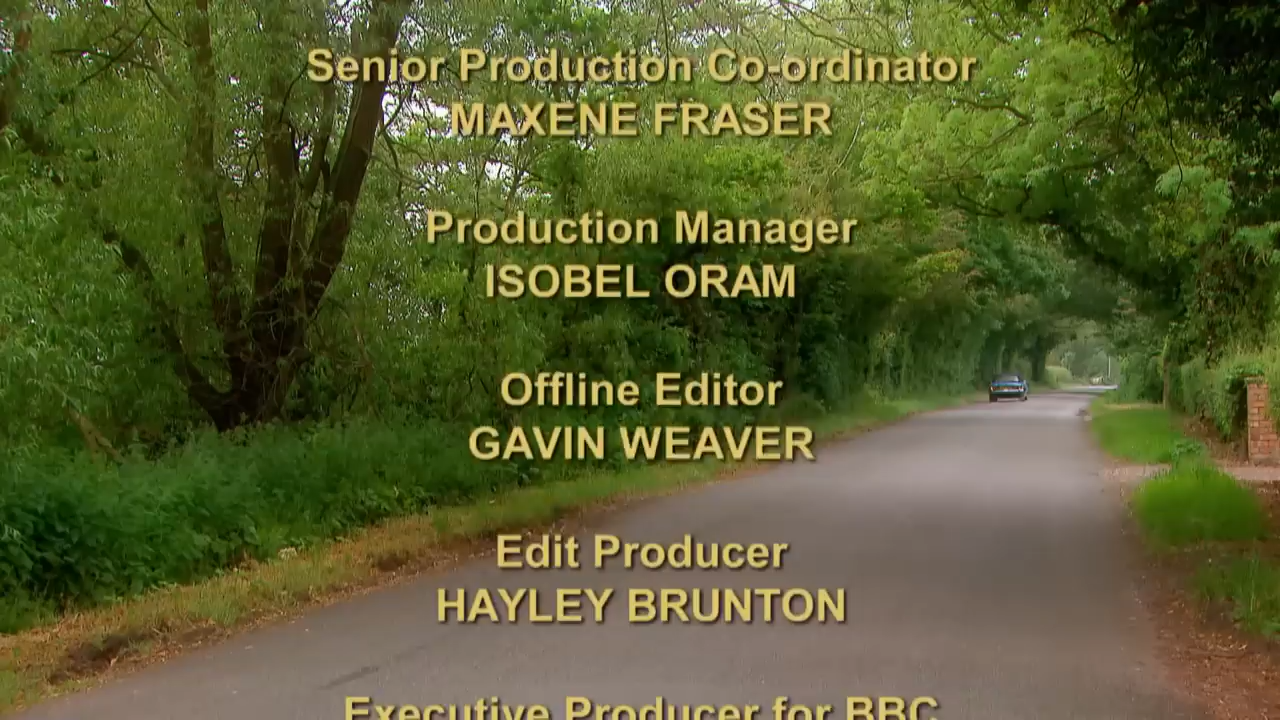 Senior Production Co-ordinator
MAXENE FRASER
Production Manager
ISOBEL ORAM
Offline Editor
GAVIN WEAVER
Edit Producer
HAYLEY BRUNTON
Executive Producer for BBC